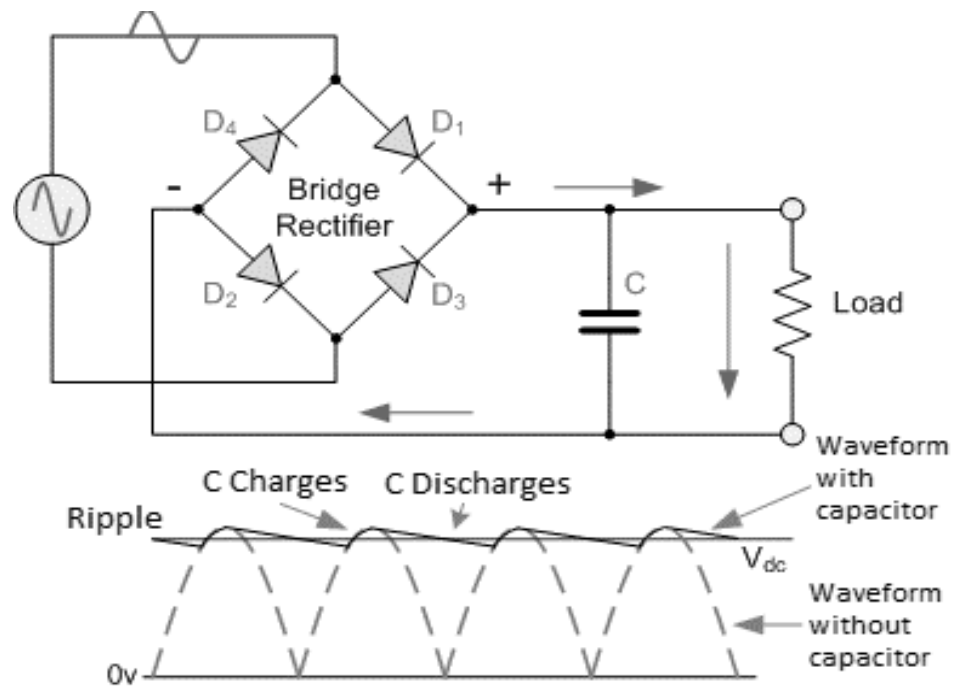 D₄
D₁
-
Bridge
Rectifier
+
D₂
D₃
C
Load
Waveform
with
capacitor
C Charges
C Discharges
Ripple
Vdc
Waveform
without
capacitor
0v